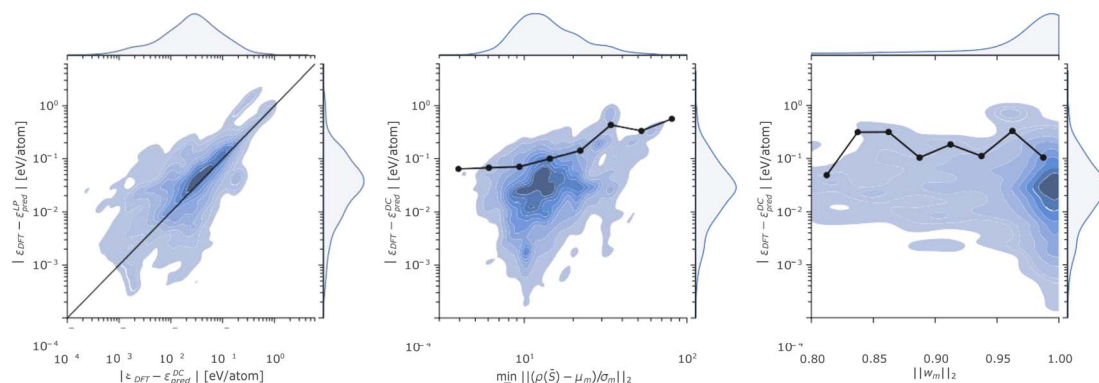 | ε_DFT − ε_pred^LP | [eV/atom]
10^0
10^-1
10^-2
10^-3
10^-4
10^-4 10^-3 10^-2 10^-1 10^0
| ε_DFT − ε_pred^DC | [eV/atom]
| ε_DFT − ε_pred^DC | [eV/atom]
10^0
10^-1
10^-2
10^-3
10^1 10^2
min ||(ρ(S̄) − μ_m)/σ_m||_2
| ε_DFT − ε_pred^DC | [eV/atom]
10^0
10^-1
10^-2
10^-3
0.80 0.85 0.90 0.95 1.00
||w_m||_2